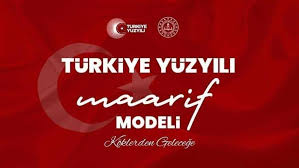 TÜRKİYE
YÜZYILI
TÜRKİYE YÜZYILI
maarif
MODELİ
Köklerden Geleceğe